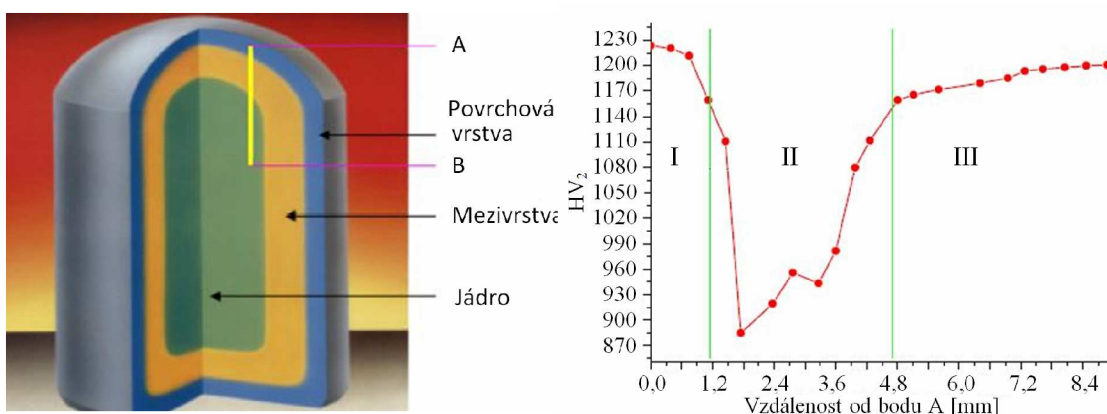 A
Povrchová
vrstva
B
Mezivrstva
Jádro
HV2
1230
1200
1170
1140
1110
1080
1050
1020
990
960
930
900
870
I
II
III
0,0
1,2
2,4
3,6
4,8
6,0
7,2
8,4
Vzdálenost od bodu A [mm]